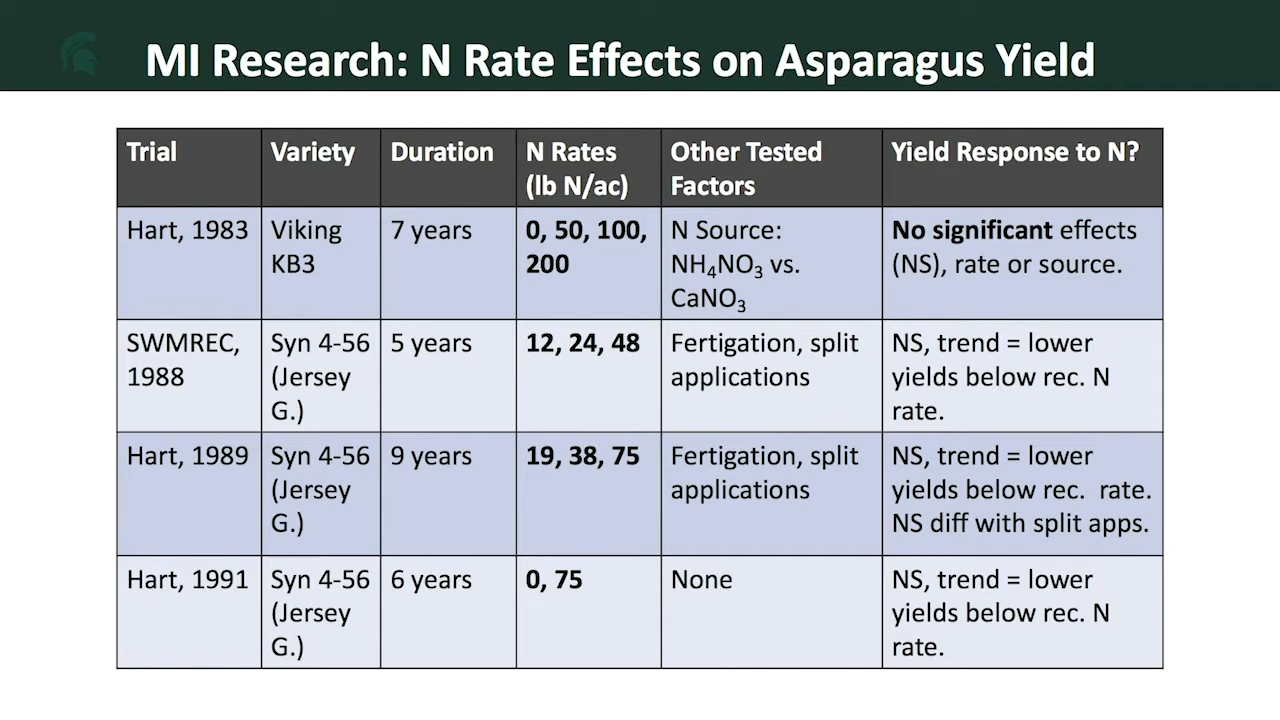 MI Research: N Rate Effects on Asparagus Yield
Trial
Variety
Duration
N Rates
(lb N/ac)
Other Tested
Factors
Yield Response to N?
Hart, 1983
Viking
KB3
7 years
0, 50, 100,
200
N Source:
NH₄NO₃ vs.
CaNO₃
No significant effects
(NS), rate or source.
SWMREC,
1988
Syn 4-56
(Jersey
G.)
5 years
12, 24, 48
Fertigation, split
applications
NS, trend = lower
yields below rec. N
rate.
Hart, 1989
Syn 4-56
(Jersey
G.)
9 years
19, 38, 75
Fertigation, split
applications
NS, trend = lower
yields below rec. rate.
NS diff with split apps.
Hart, 1991
Syn 4-56
(Jersey
G.)
6 years
0, 75
None
NS, trend = lower
yields below rec. N
rate.